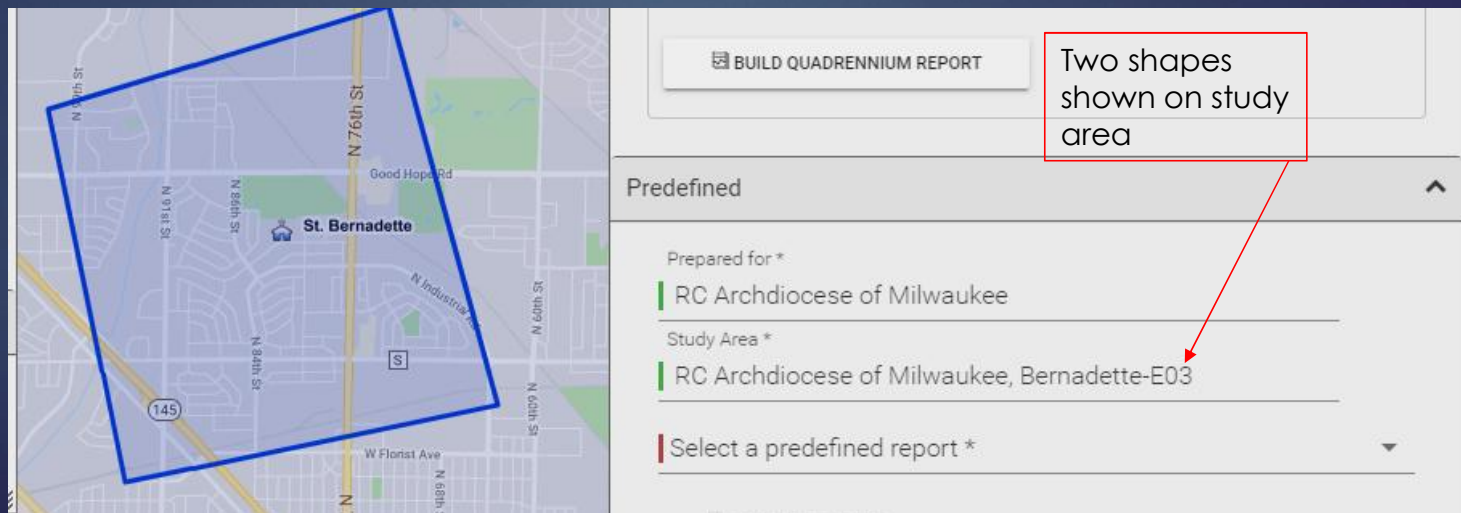 N 99th St
N 76th St
Good Hope Rd
N 91st St
N 86th St
St. Bernadette
N Industrial Rd
N 60th St
N 84th St
S
145
N 60th St
W Florist Ave
N 68th S
N
BUILD QUADRENNIUM REPORT
Two shapes
shown on study
area
Predefined
Prepared for *
RC Archdiocese of Milwaukee
Study Area *
RC Archdiocese of Milwaukee, Bernadette-E03
Select a predefined report *